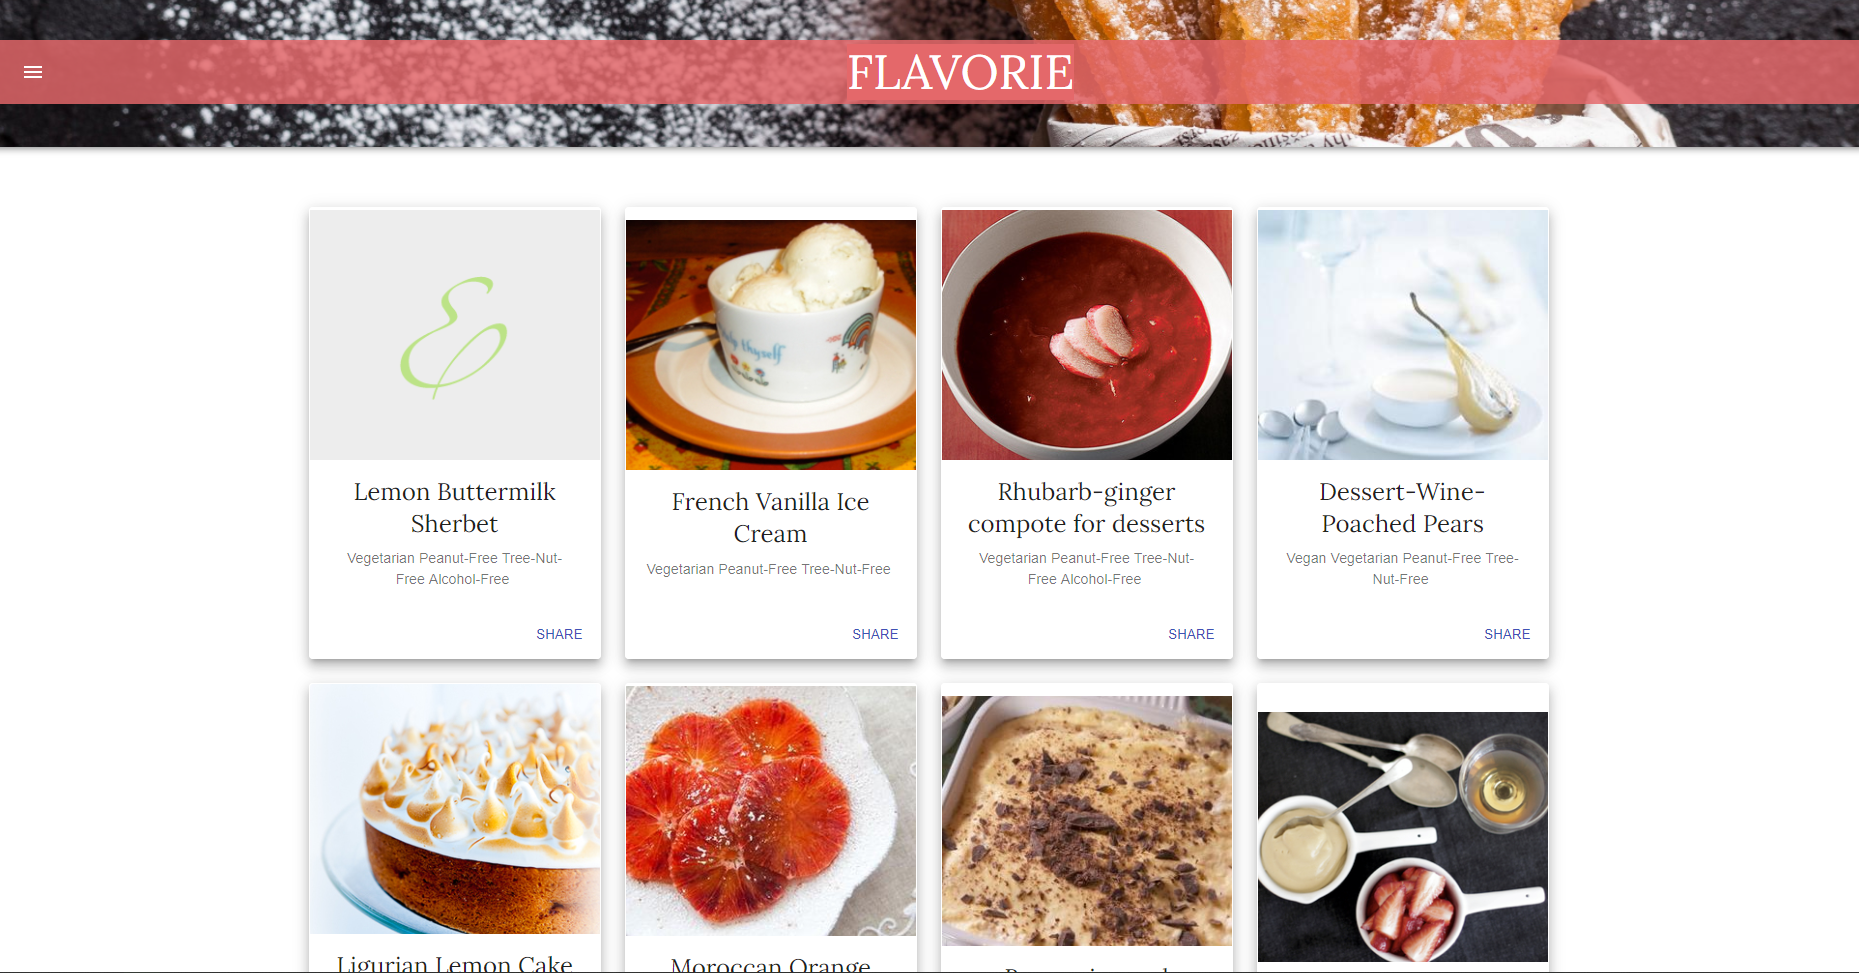 FLAVORIE
Lemon Buttermilk
Sherbet
Vegetarian Peanut-Free Tree-Nut-
Free Alcohol-Free
SHARE
French Vanilla Ice
Cream
Vegetarian Peanut-Free Tree-Nut-Free
SHARE
Rhubarb-ginger
compote for desserts
Vegetarian Peanut-Free Tree-Nut-
Free Alcohol-Free
SHARE
Dessert-Wine-
Poached Pears
Vegan Vegetarian Peanut-Free Tree-
Nut-Free
SHARE
Ligurian Lemon Cake
Moroccan Orange